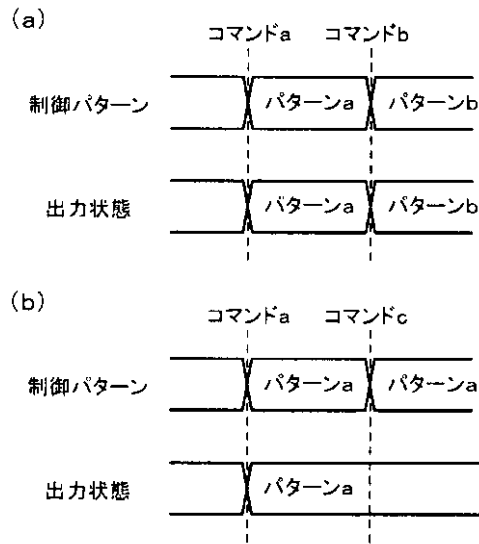 (a)
コマンドa コマンドb
制御パターン パターンa パターンb
出力状態 パターンa パターンb
(b)
コマンドa コマンドc
制御パターン パターンa パターンa
出力状態 パターンa